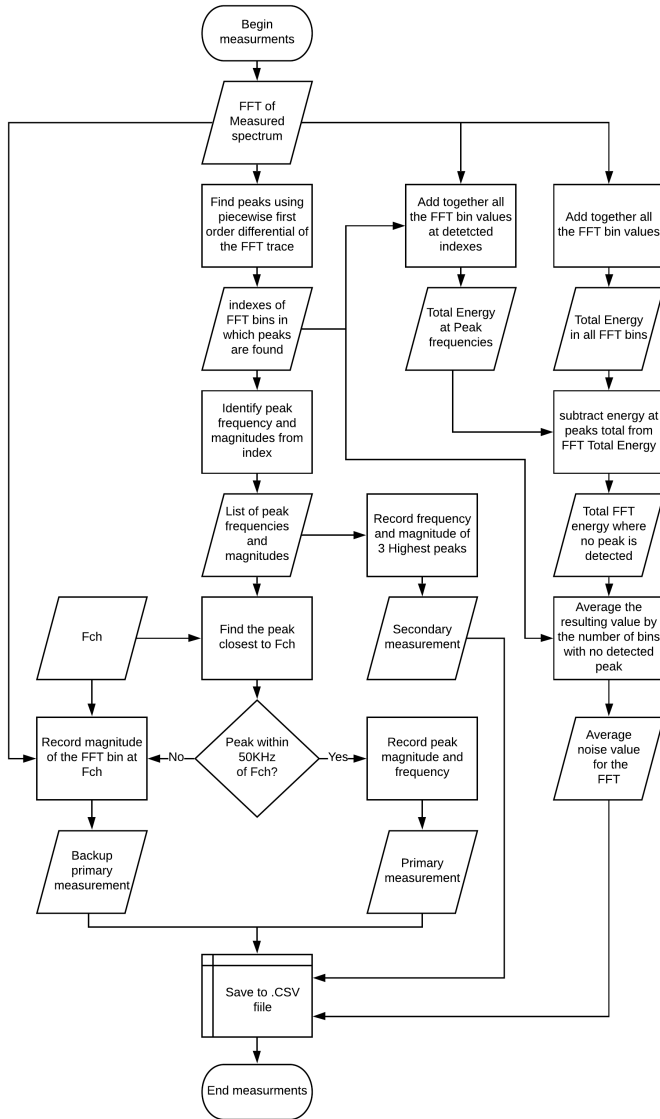 Begin
measurments
FFT of
Measured
spectrum
Find peaks using
piecewise first
order differential
of the FFT trace
Add together all
the FFT bin values
at detetcted
indexes
Add together all
the FFT bin values
indexes of
FFT bins in
which peaks
are found
Total Energy
at Peak
frequencies
Total Energy
in all FFT bins
Identify peak
frequency and
magnitudes from
index
subtract energy at
peaks total from
FFT Total Energy
List of peak
frequencies
and
magnitudes
Record frequency
and magnitude of
3 Highest peaks
Total FFT
energy where
no peak is
detected
Fch
Find the peak
closest to Fch
Secondary
measurement
Average the
resulting value by
the number of bins
with no detected
peak
Record magnitude
of the FFT bin at
Fch
No
Peak within
50KHz
of Fch?
Yes
Record peak
magnitude and
frequency
Average
noise value
for the
FFT
Backup
primary
measurement
Primary
measurement
Save to .CSV
fiile
End measurments